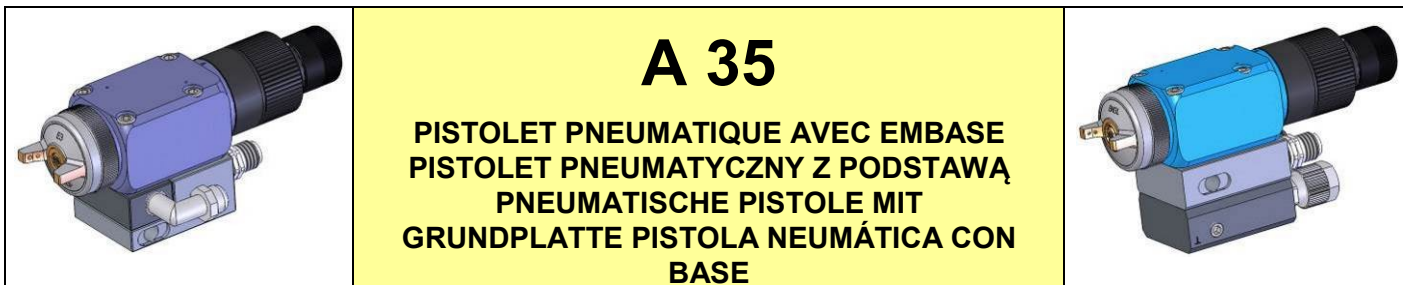 A 35
PISTOLET PNEUMATIQUE AVEC EMBASE
PISTOLET PNEUMATYCZNY Z PODSTAWĄ
PNEUMATISCHE PISTOLE MIT
GRUNDPLATTE PISTOLA NEUMÁTICA CON
BASE